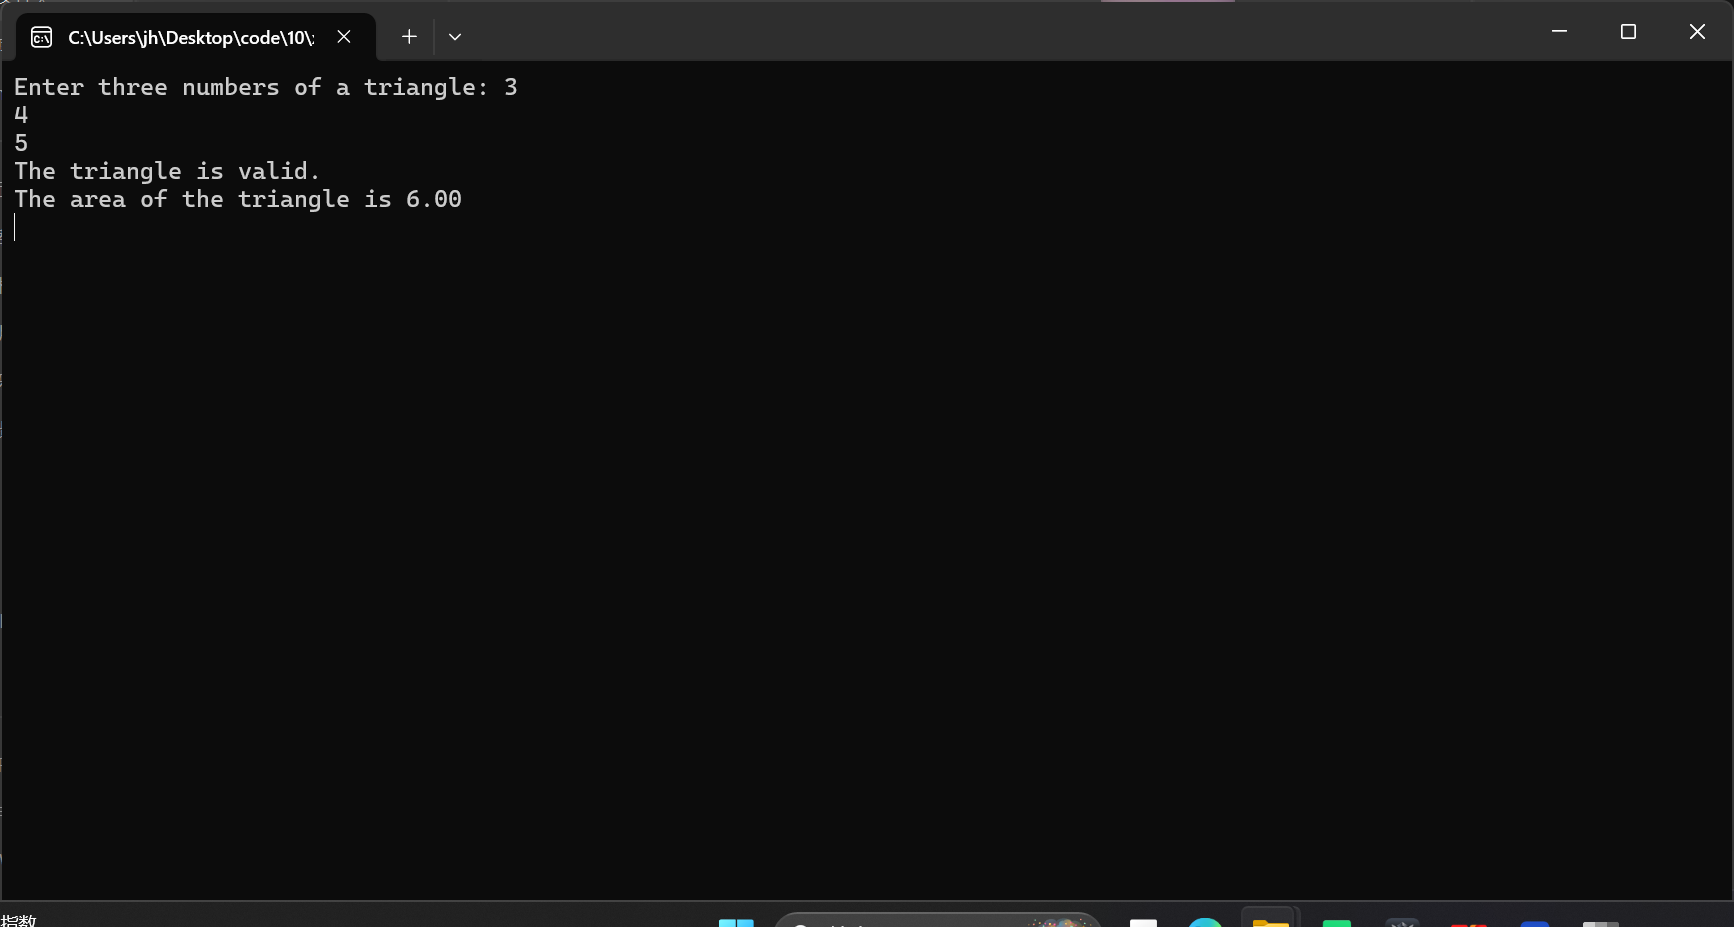 C:\Users\jh\Desktop\code\10\
Enter three numbers of a triangle: 3
4
5
The triangle is valid.
The area of the triangle is 6.00
指数